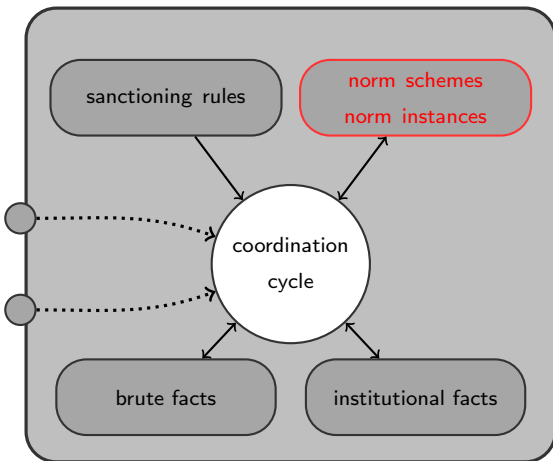 sanctioning rules
norm schemes
norm instances
coordination
cycle
brute facts
institutional facts